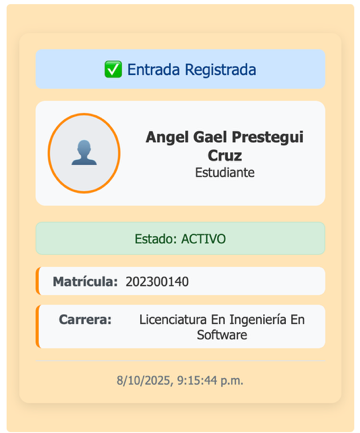 ✅ Entrada Registrada
Angel Gael Prestegui
Cruz
Estudiante
Estado: ACTIVO
Matrícula: 202300140
Carrera: Licenciatura En Ingeniería En
Software
8/10/2025, 9:15:44 p.m.